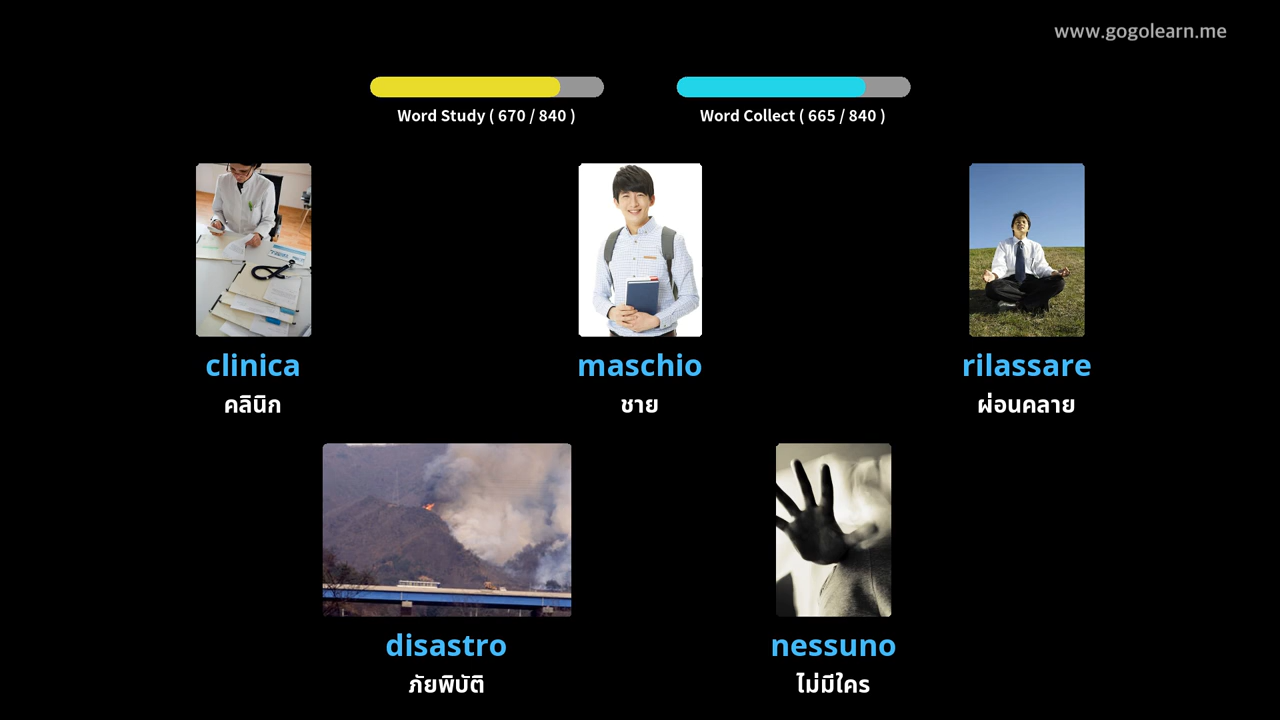 www.gogolearn.me
Word Study ( 670 / 840 )
Word Collect ( 665 / 840 )
clinica
คลินิก
maschio
ชาย
rilassare
ผ่อนคลาย
disastro
ภัยพิบัติ
nessuno
ไม่มีใคร